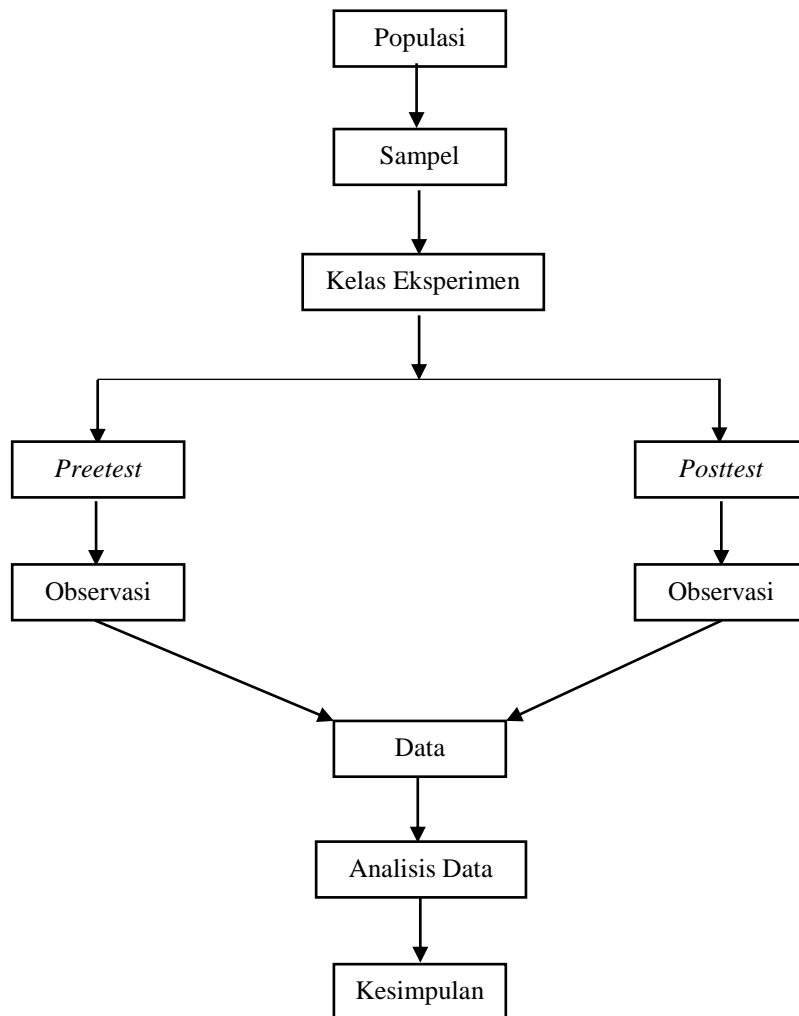 Populasi
Sampel
Kelas Eksperimen
Preetest
Posttest
Observasi
Observasi
Data
Analisis Data
Kesimpulan